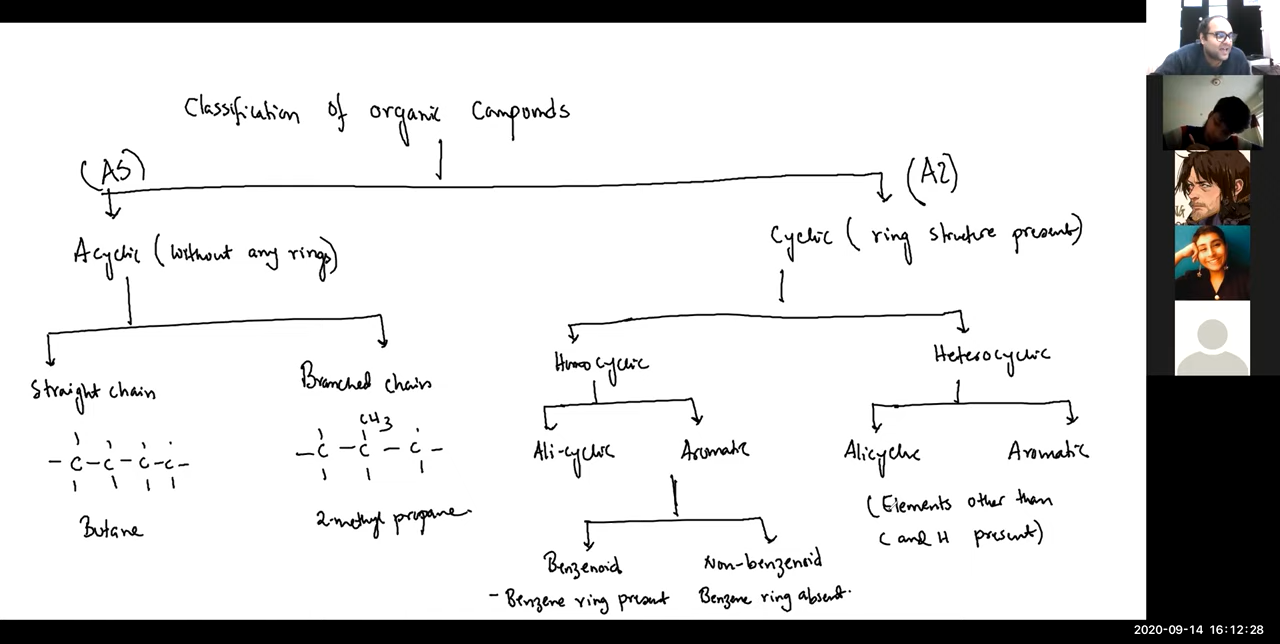 Classification of organic Compounds
(AS)
(A2)
Acyclic (without any rings)
Cyclic ( ring structure present)
Straight chain
Branched chain
Homocyclic
Heterocyclic
Ali-cyclic
Aromatic
Alicyclic
Aromatic
CH3
- C - C - C - C -
- C - C - C -
Butane
2-methyl propane
(Elements other than
C and H present)
Benzenoid
Non-benzenoid
- Benzene ring present
Benzene ring absent.
2020-09-14 16:12:28